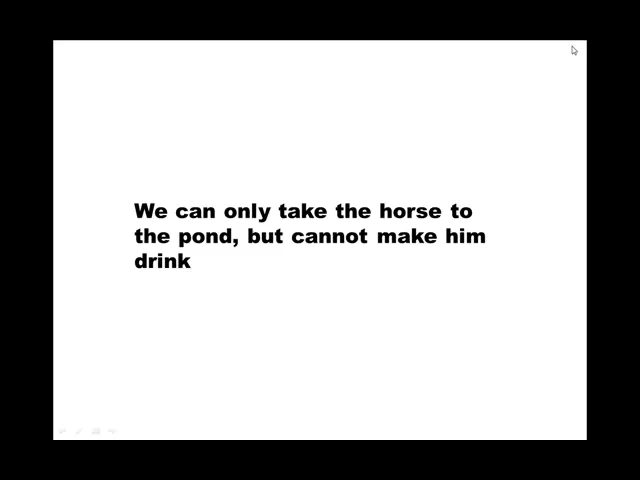 We can only take the horse to
the pond, but cannot make him
drink